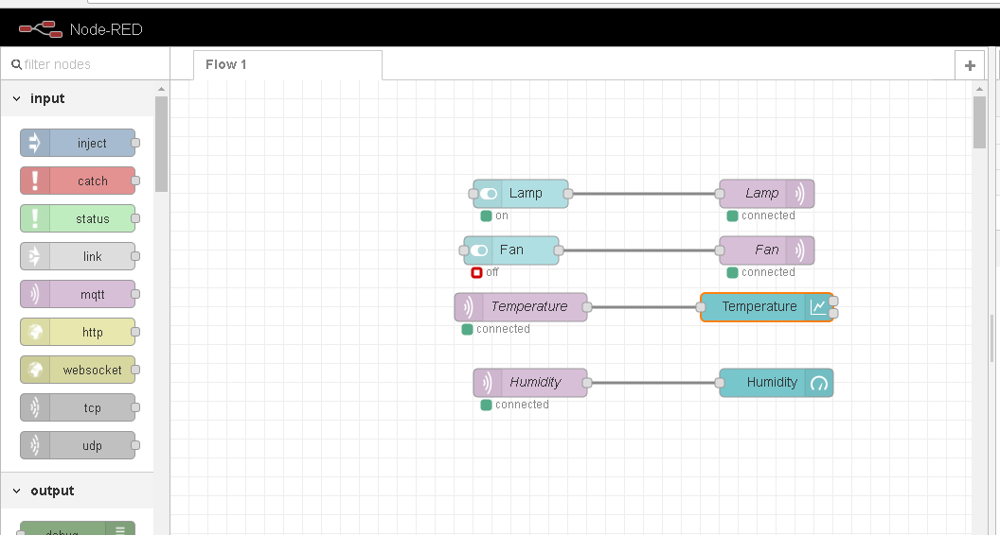 Node-RED
filter nodes
Flow 1
+
input
inject
catch
status
link
mqtt
http
websocket
tcp
udp
output
debug
Lamp
on
Lamp
connected
Fan
off
Fan
connected
Temperature
connected
Temperature
Humidity
connected
Humidity